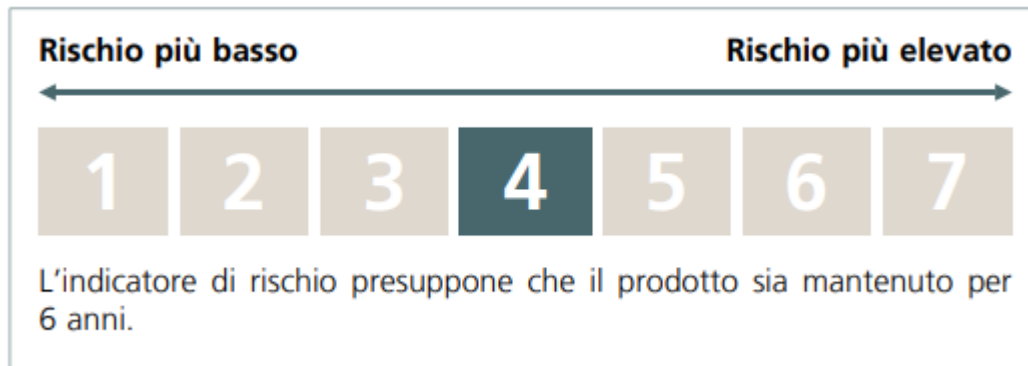 Rischio più basso Rischio più elevato
1 2 3 4 5 6 7
L'indicatore di rischio presuppone che il prodotto sia mantenuto per
6 anni.